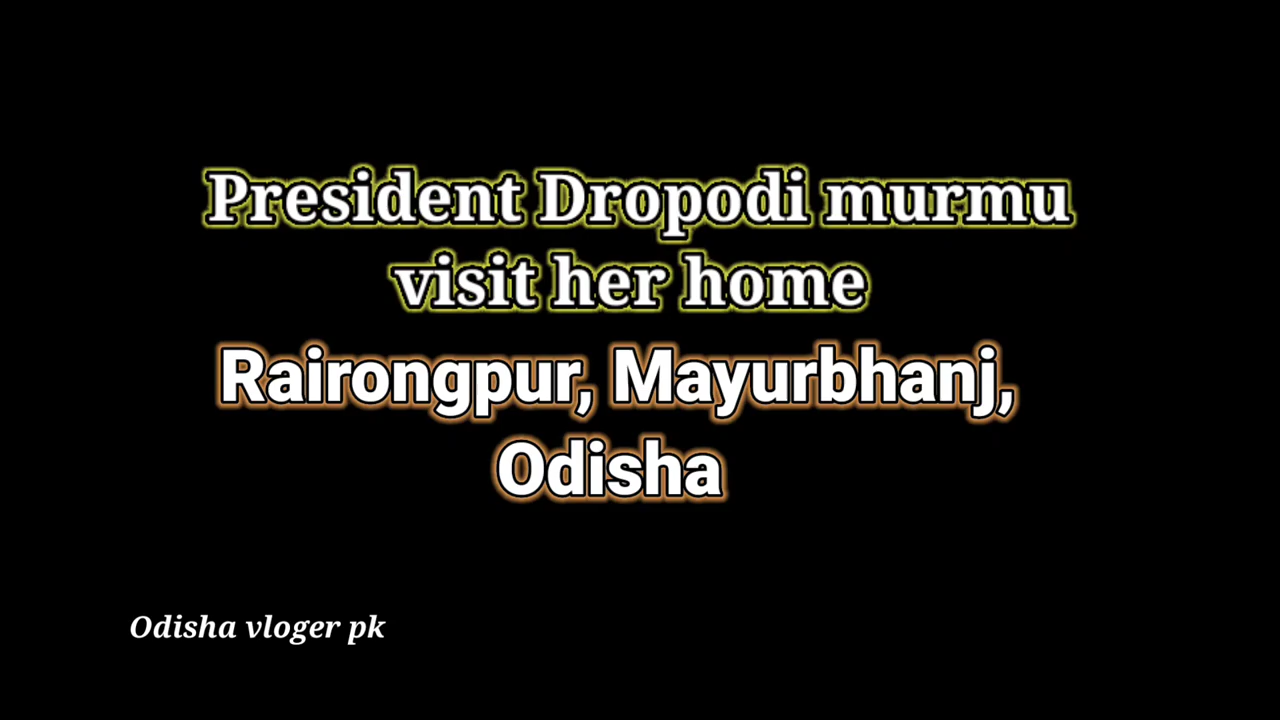 President Dropodi murmu
visit her home
Rairongpur, Mayurbhanj,
Odisha
Odisha vloger pk